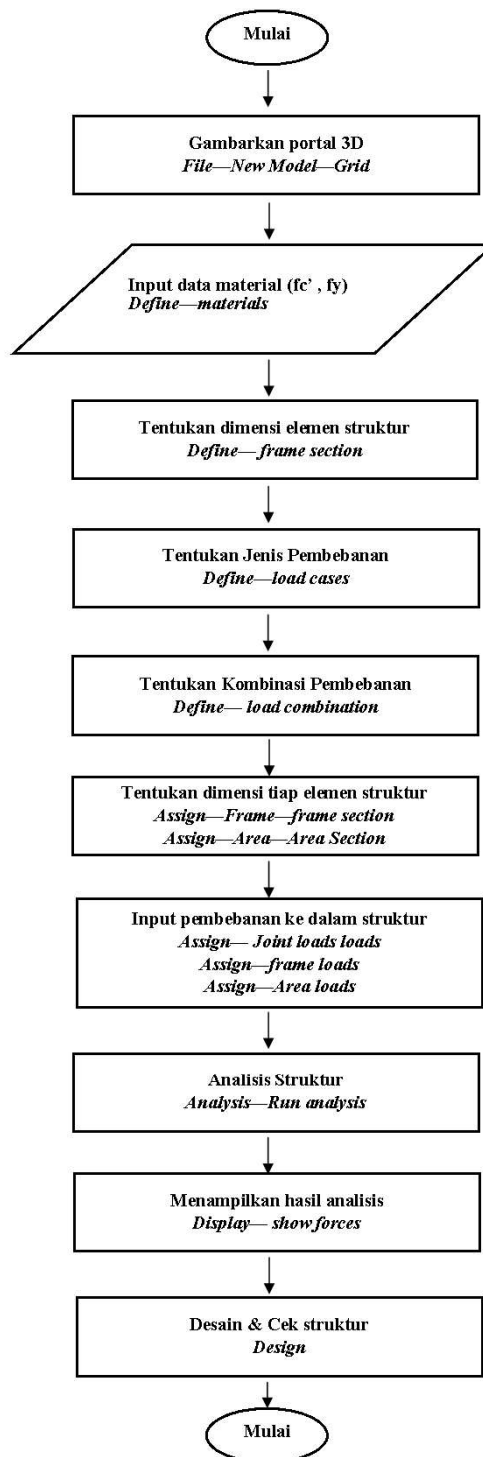 Mulai
Gambarkan portal 3D
File—New Model—Grid
Input data material (fc’ , fy)
Define—materials
Tentukan dimensi elemen struktur
Define— frame section
Tentukan Jenis Pembebanan
Define—load cases
Tentukan Kombinasi Pembebanan
Define— load combination
Tentukan dimensi tiap elemen struktur
Assign—Frame—frame section
Assign—Area—Area Section
Input pembebanan ke dalam struktur
Assign— Joint loads loads
Assign—frame loads
Assign—Area loads
Analisis Struktur
Analysis—Run analysis
Menampilkan hasil analisis
Display— show forces
Desain & Cek struktur
Design
Mulai